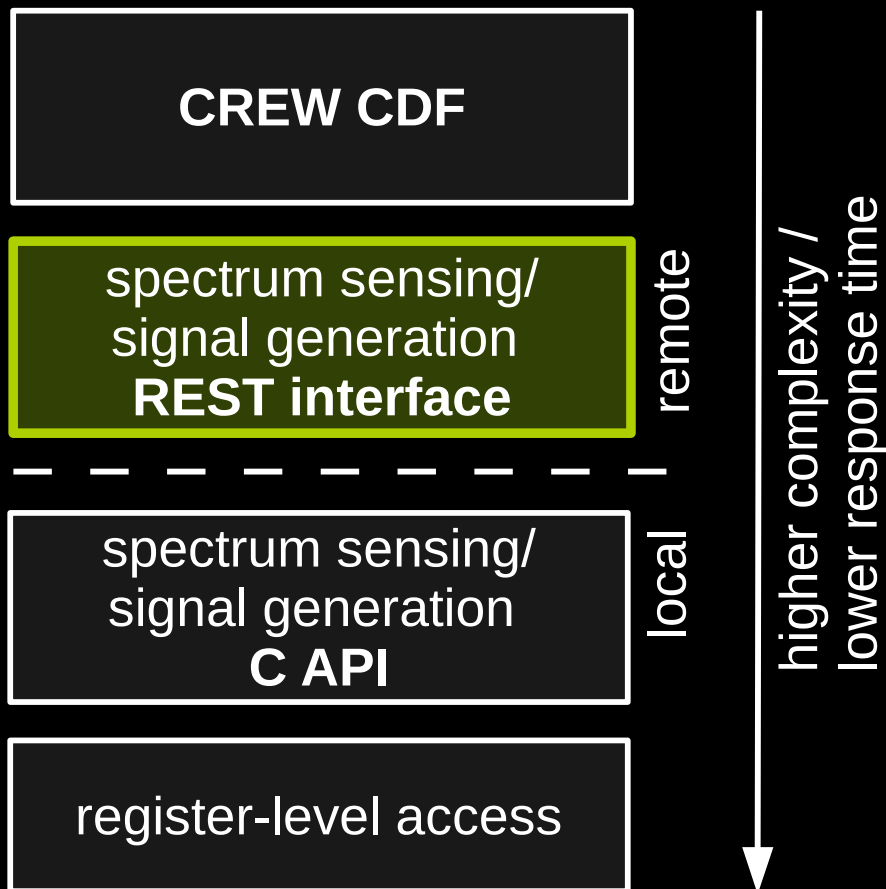 CREW CDF
spectrum sensing/
signal generation
REST interface
remote
spectrum sensing/
signal generation
C API
local
register-level access
higher complexity /
lower response time